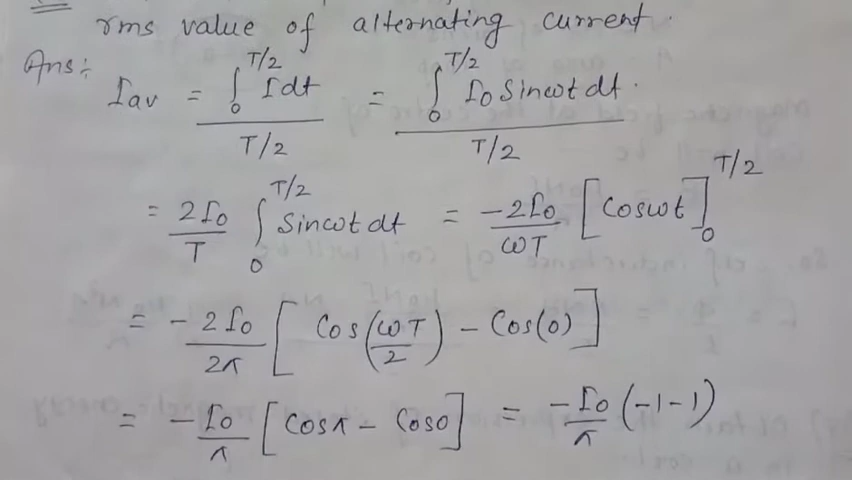 rms value of alternating current.
Ans:
Iav = ∫₀^T/2 I dt / T/2 = ∫₀^T/2 I₀ Sinωt dt. / T/2
= 2I₀/T ∫₀^T/2 Sinωt dt = -2I₀/ωT [Cosωt]₀^T/2
= -2I₀/2π [Cos(ωT/2) - Cos(0)]
= -I₀/π [Cosπ - Cos0] = -I₀/π (-1-1)